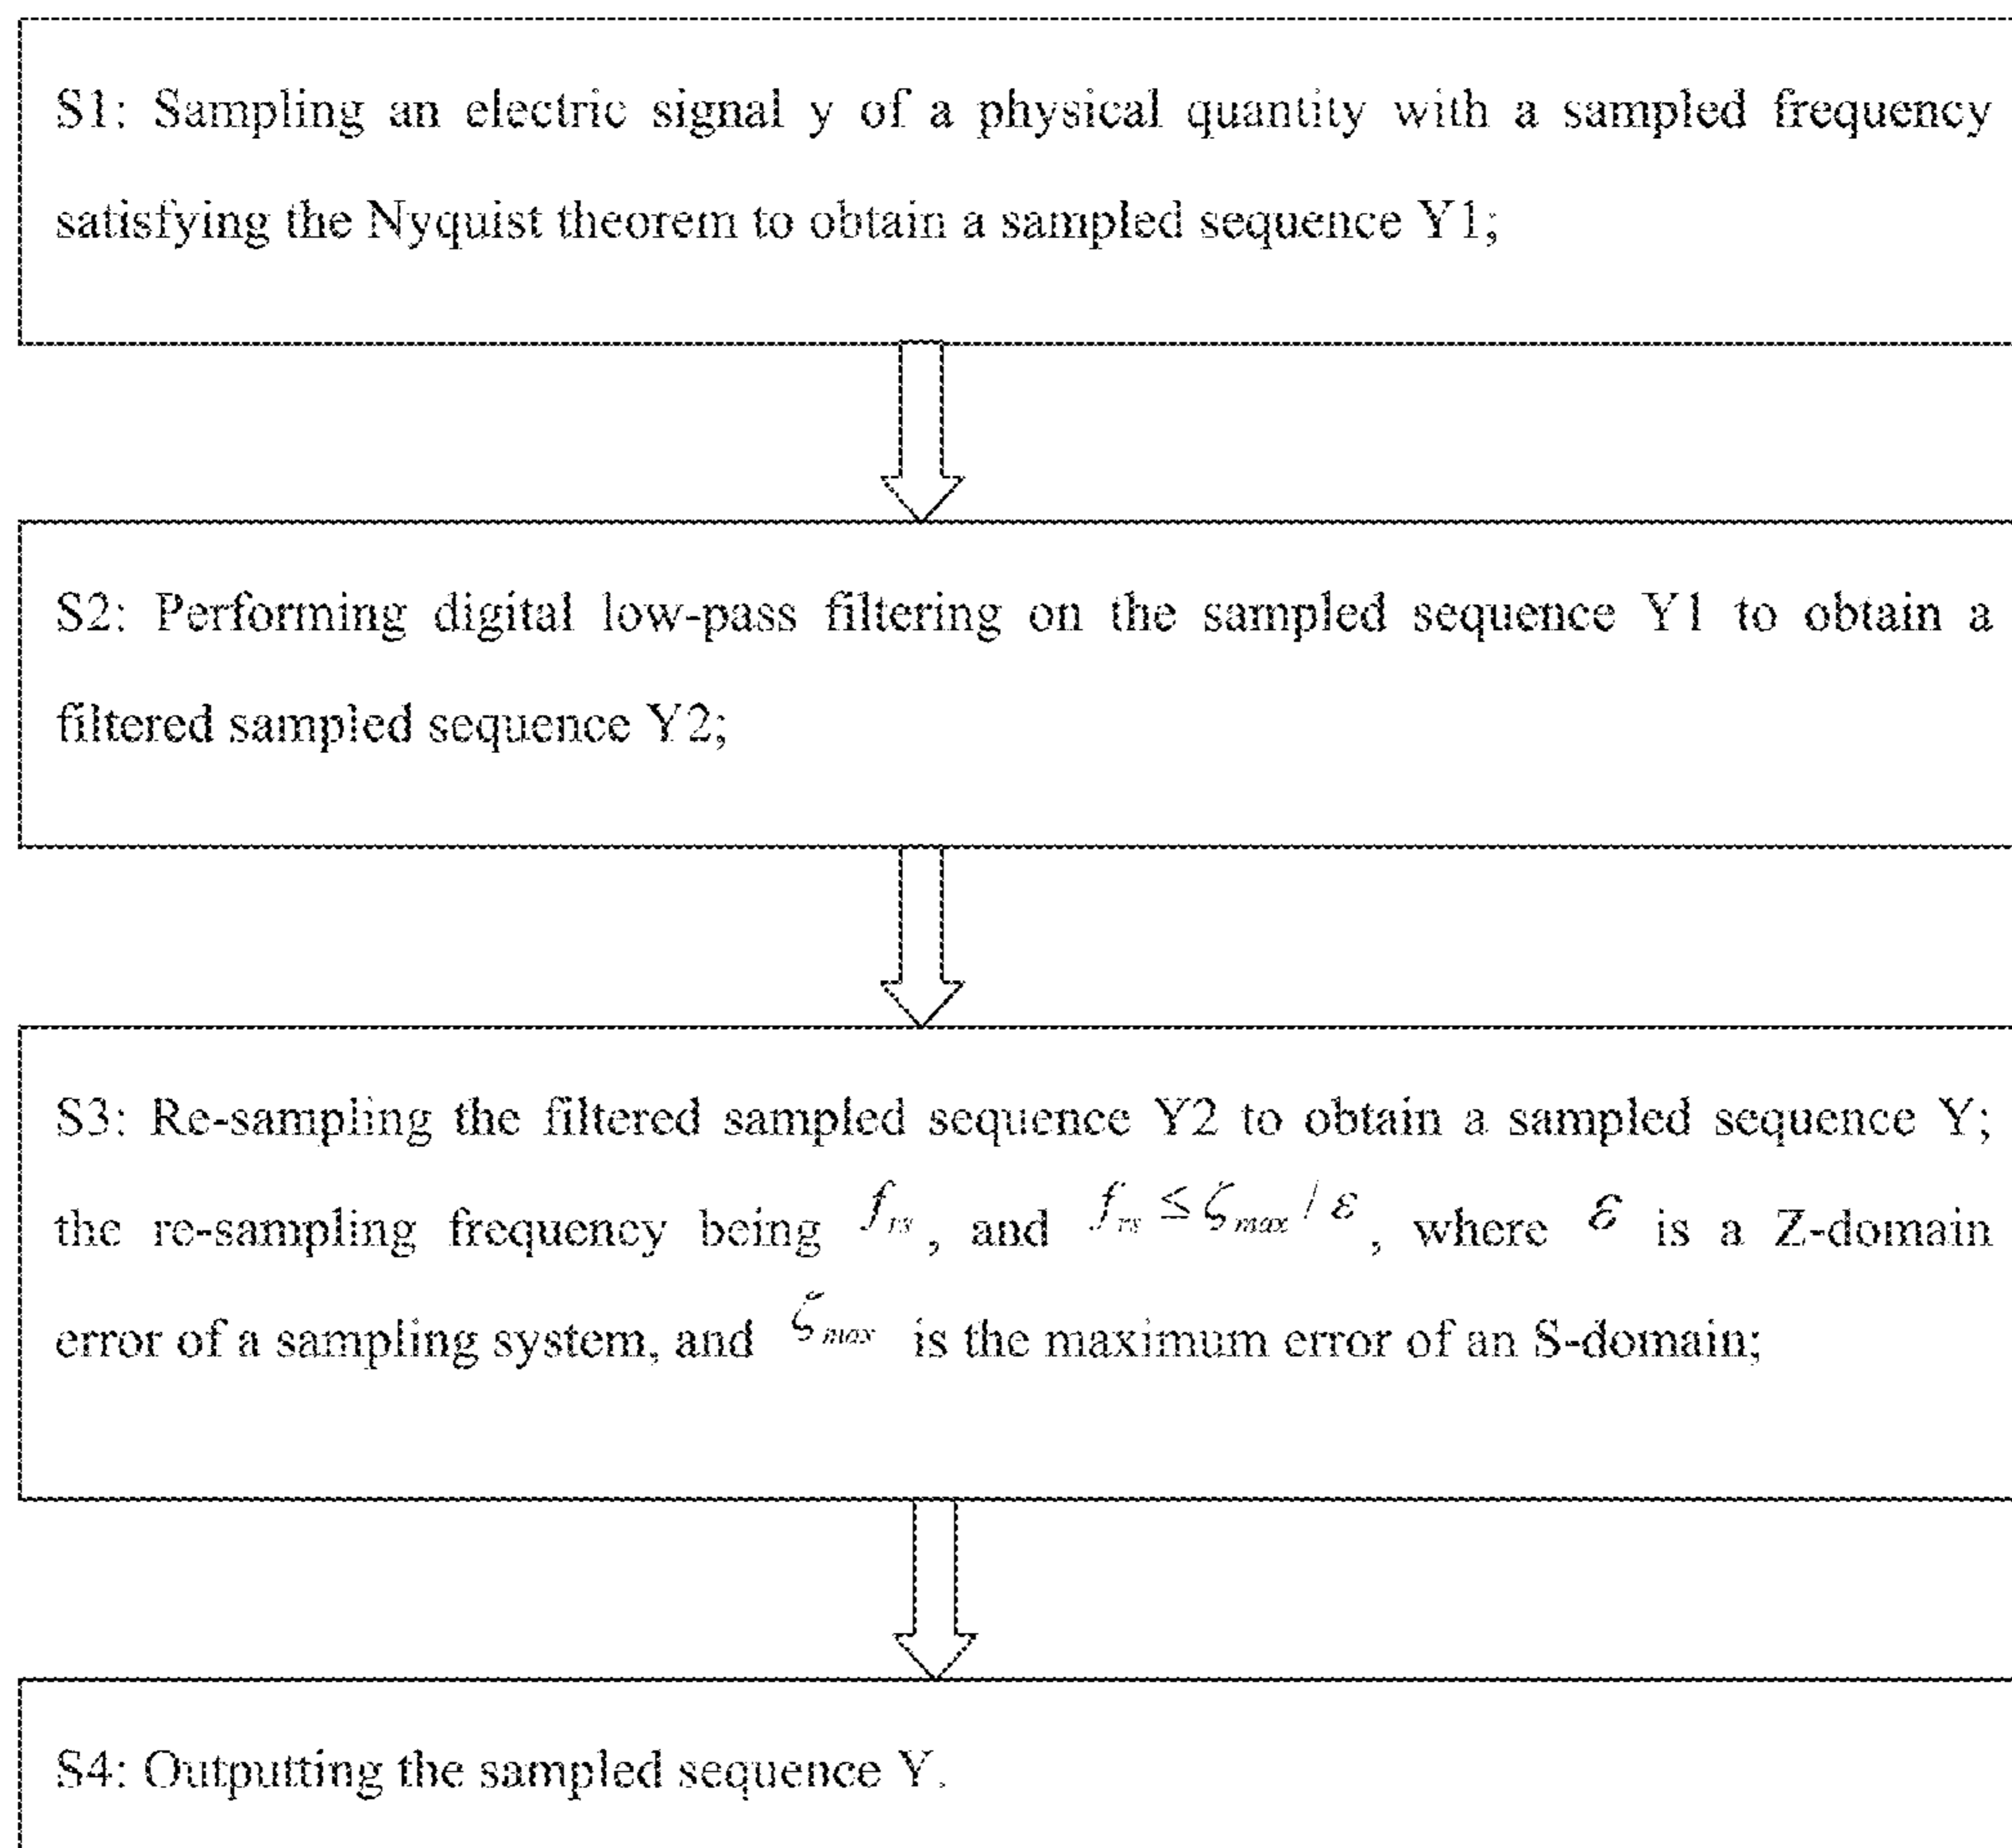 S1: Sampling an electric signal y of a physical quantity with a sampled frequency
satisfying the Nyquist theorem to obtain a sampled sequence Y1;
S2: Performing digital low-pass filtering on the sampled sequence Y1 to obtain a
filtered sampled sequence Y2;
S3: Re-sampling the filtered sampled sequence Y2 to obtain a sampled sequence Y;
the re-sampling frequency being f_rs, and f_rs ≤ ζ_max / ε, where ε is a Z-domain
error of a sampling system, and ζ_max is the maximum error of an S-domain;
S4: Outputting the sampled sequence Y.